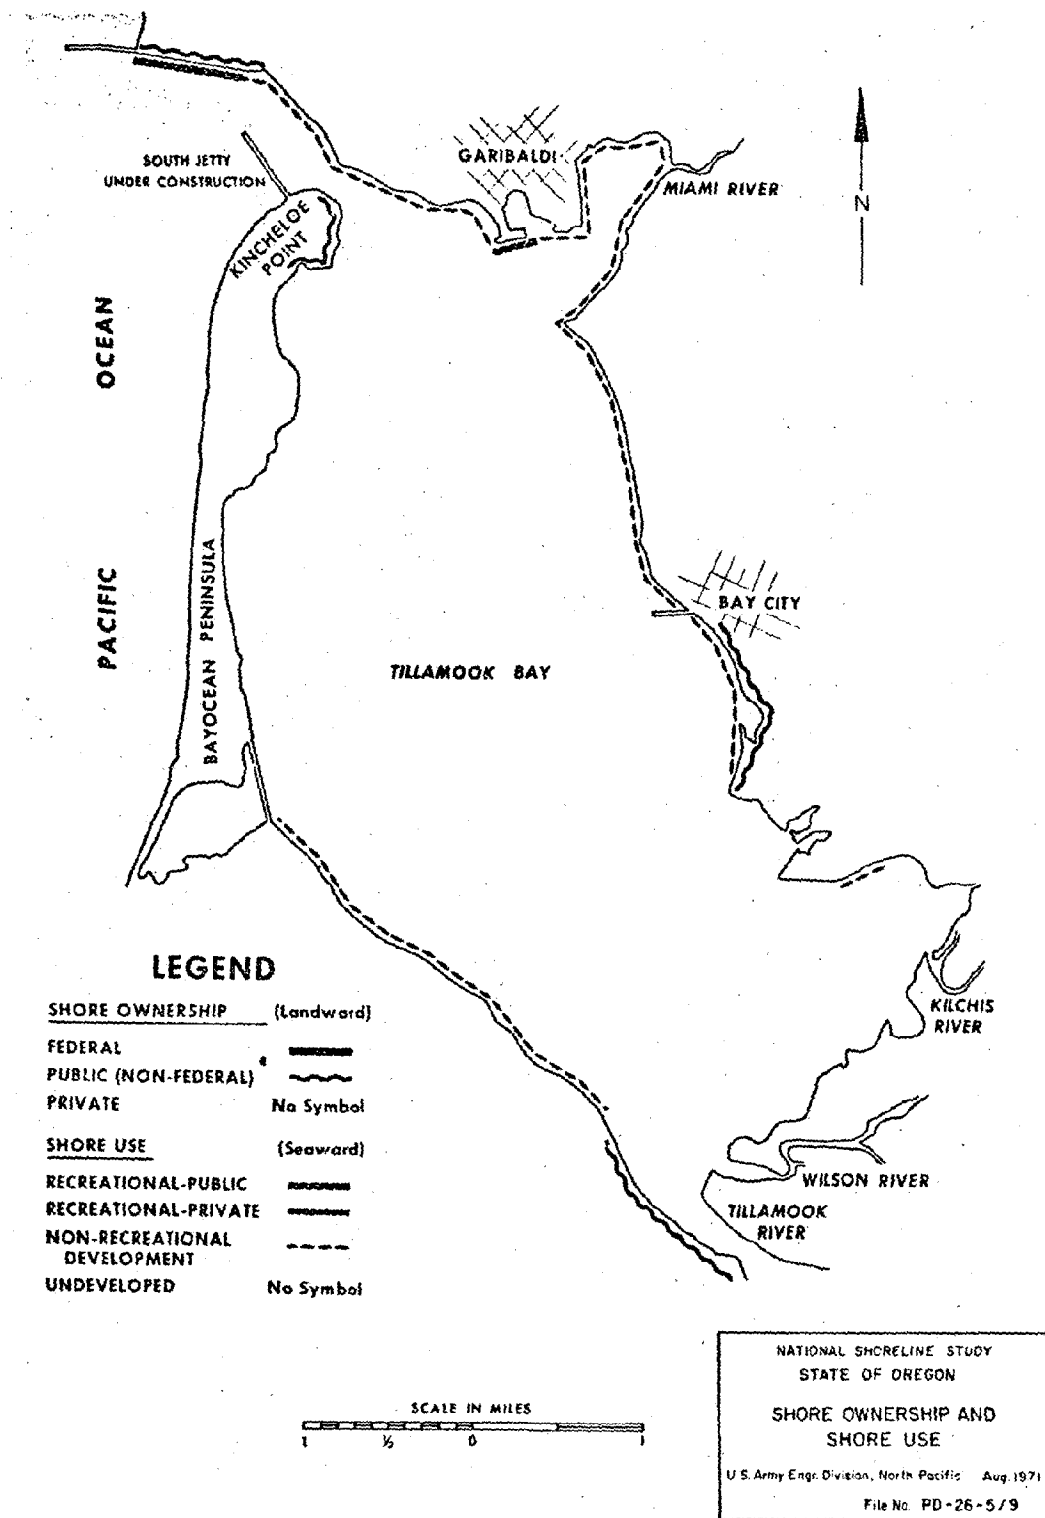 GARIBALDI
SOUTH JETTY
UNDER CONSTRUCTION
MIAMI RIVER
N
KINCHELOE
POINT
PACIFIC OCEAN
BAY CITY
BAYOCEAN PENINSULA
TILLAMOOK BAY
KILCHIS
RIVER
WILSON RIVER
TILLAMOOK
RIVER
LEGEND
SHORE OWNERSHIP (Landward)
FEDERAL
PUBLIC (NON-FEDERAL)
PRIVATE No Symbol
SHORE USE (Seaward)
RECREATIONAL-PUBLIC
RECREATIONAL-PRIVATE
NON-RECREATIONAL
DEVELOPMENT
UNDEVELOPED No Symbol
SCALE IN MILES
1 ½ 0 1
NATIONAL SHORELINE STUDY
STATE OF OREGON
SHORE OWNERSHIP AND
SHORE USE
U.S. Army Engr. Division, North Pacific Aug. 1971
File No. PD-26-5/9